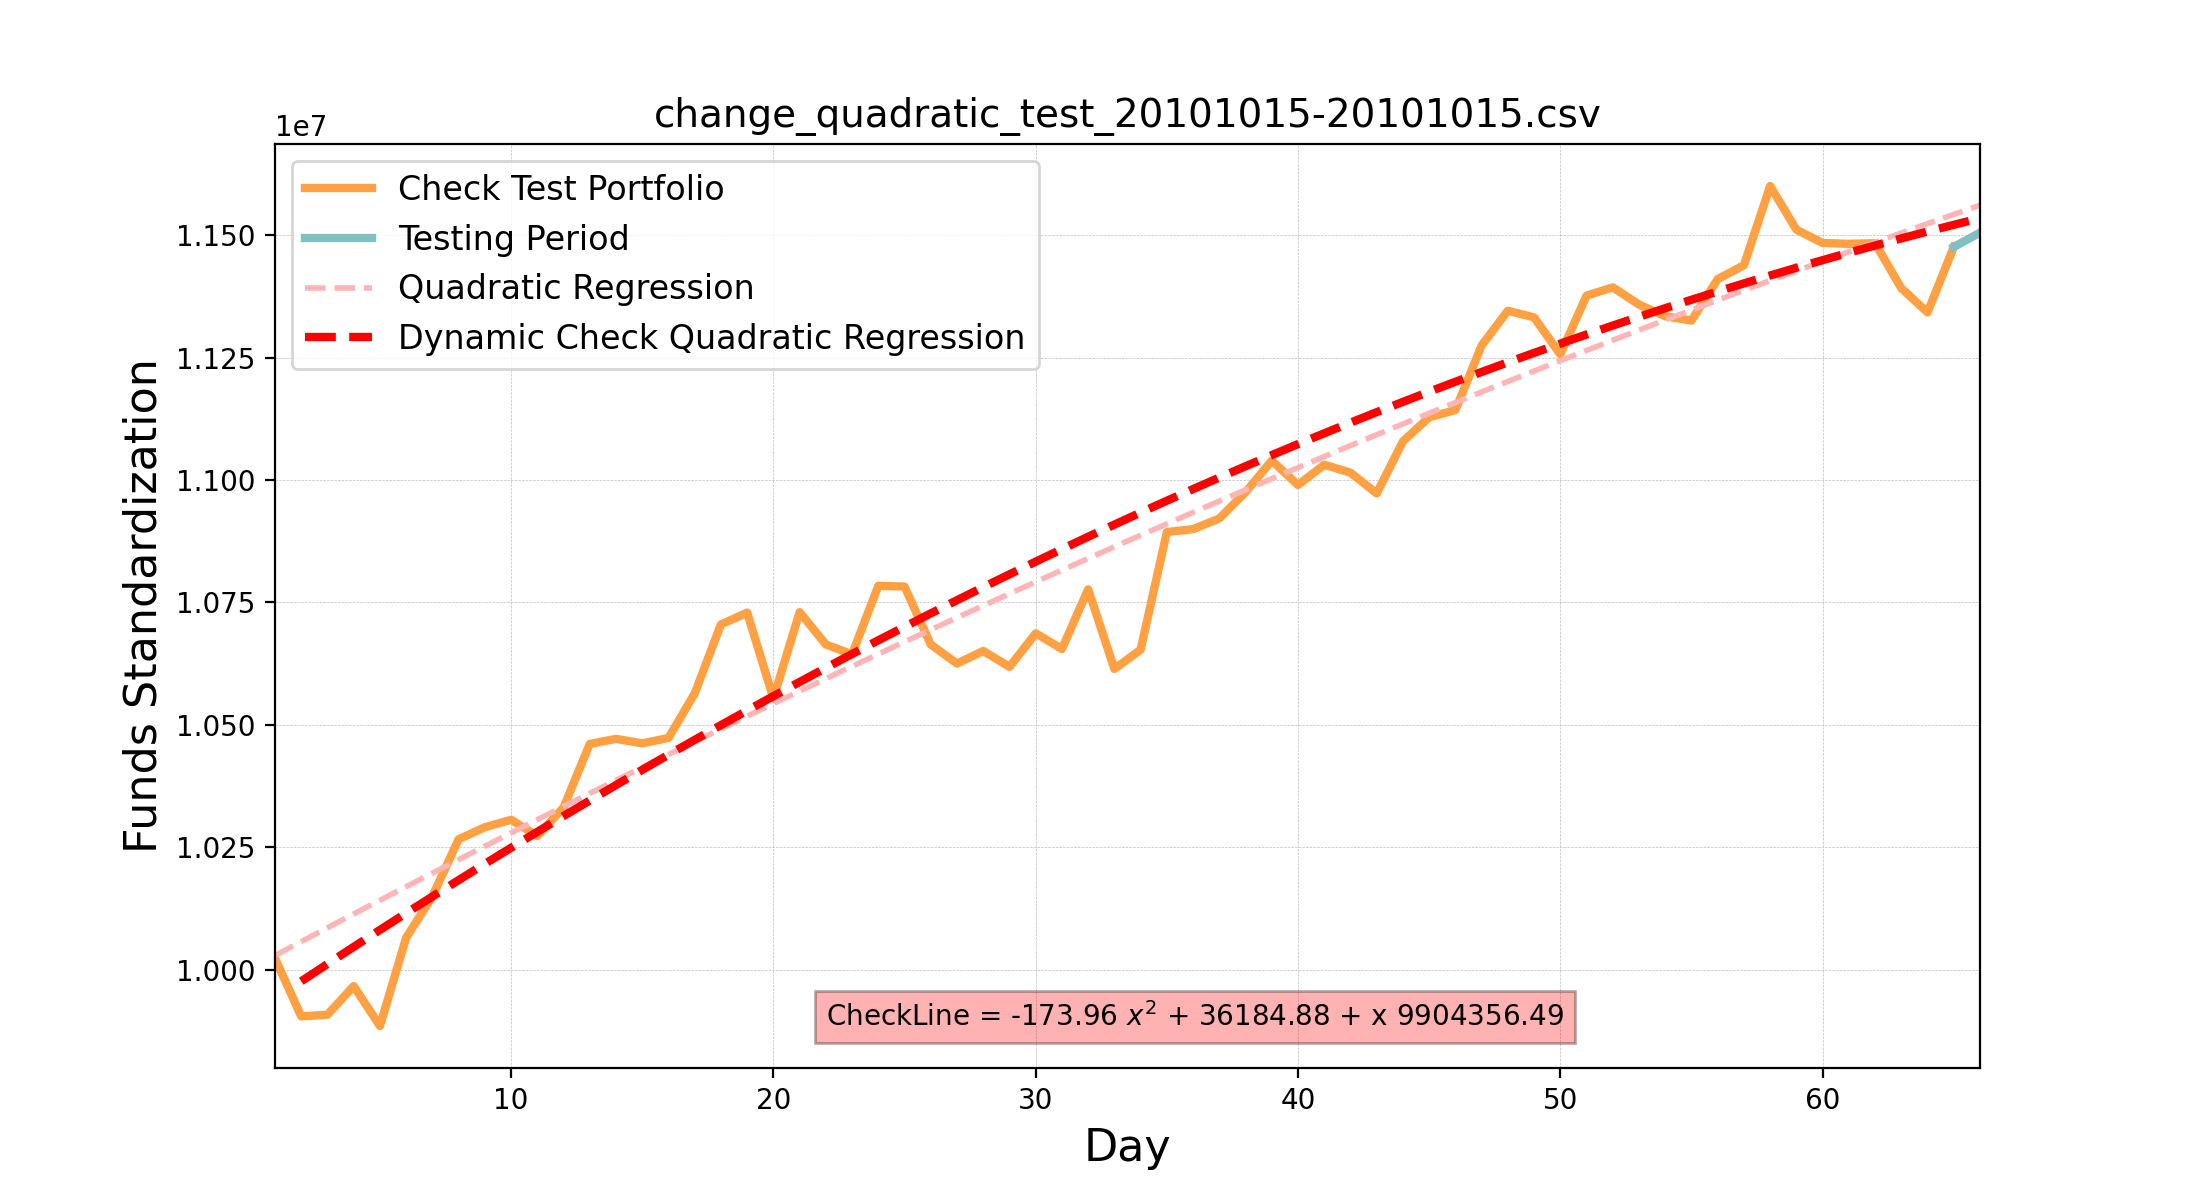 change_quadratic_test_20101015-20101015.csv
1e7
Check Test Portfolio
Testing Period
Quadratic Regression
Dynamic Check Quadratic Regression
Funds Standardization
1.150
1.125
1.100
1.075
1.050
1.025
1.000
CheckLine = -173.96 x² + 36184.88 + x 9904356.49
10 20 30 40 50 60
Day